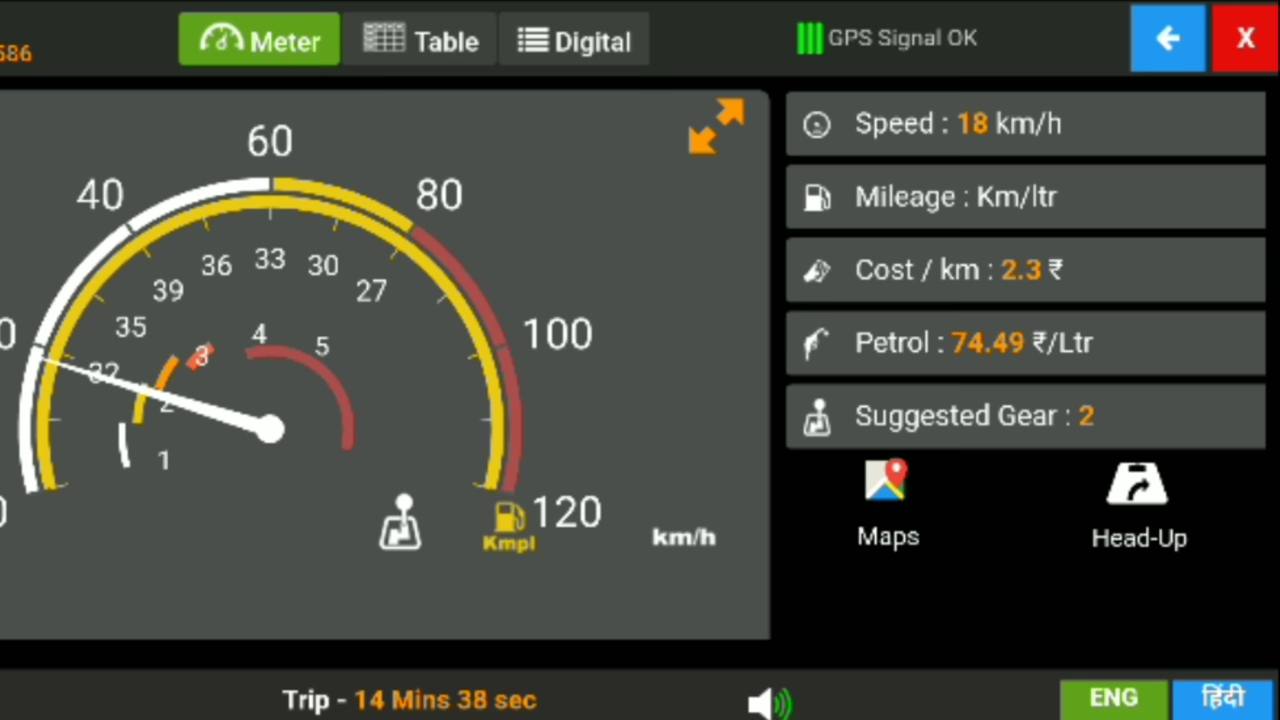 586
Meter
Table
Digital
GPS Signal OK
X
60
40
80
36 33 30
39 27
35
0
100
4
5
3
32
2
1
0
120
Kmpl
km/h
Speed : 18 km/h
Mileage : Km/ltr
Cost / km : 2.3 ₹
Petrol : 74.49 ₹/Ltr
Suggested Gear : 2
Maps
Head-Up
Trip - 14 Mins 38 sec
ENG
हिंदी